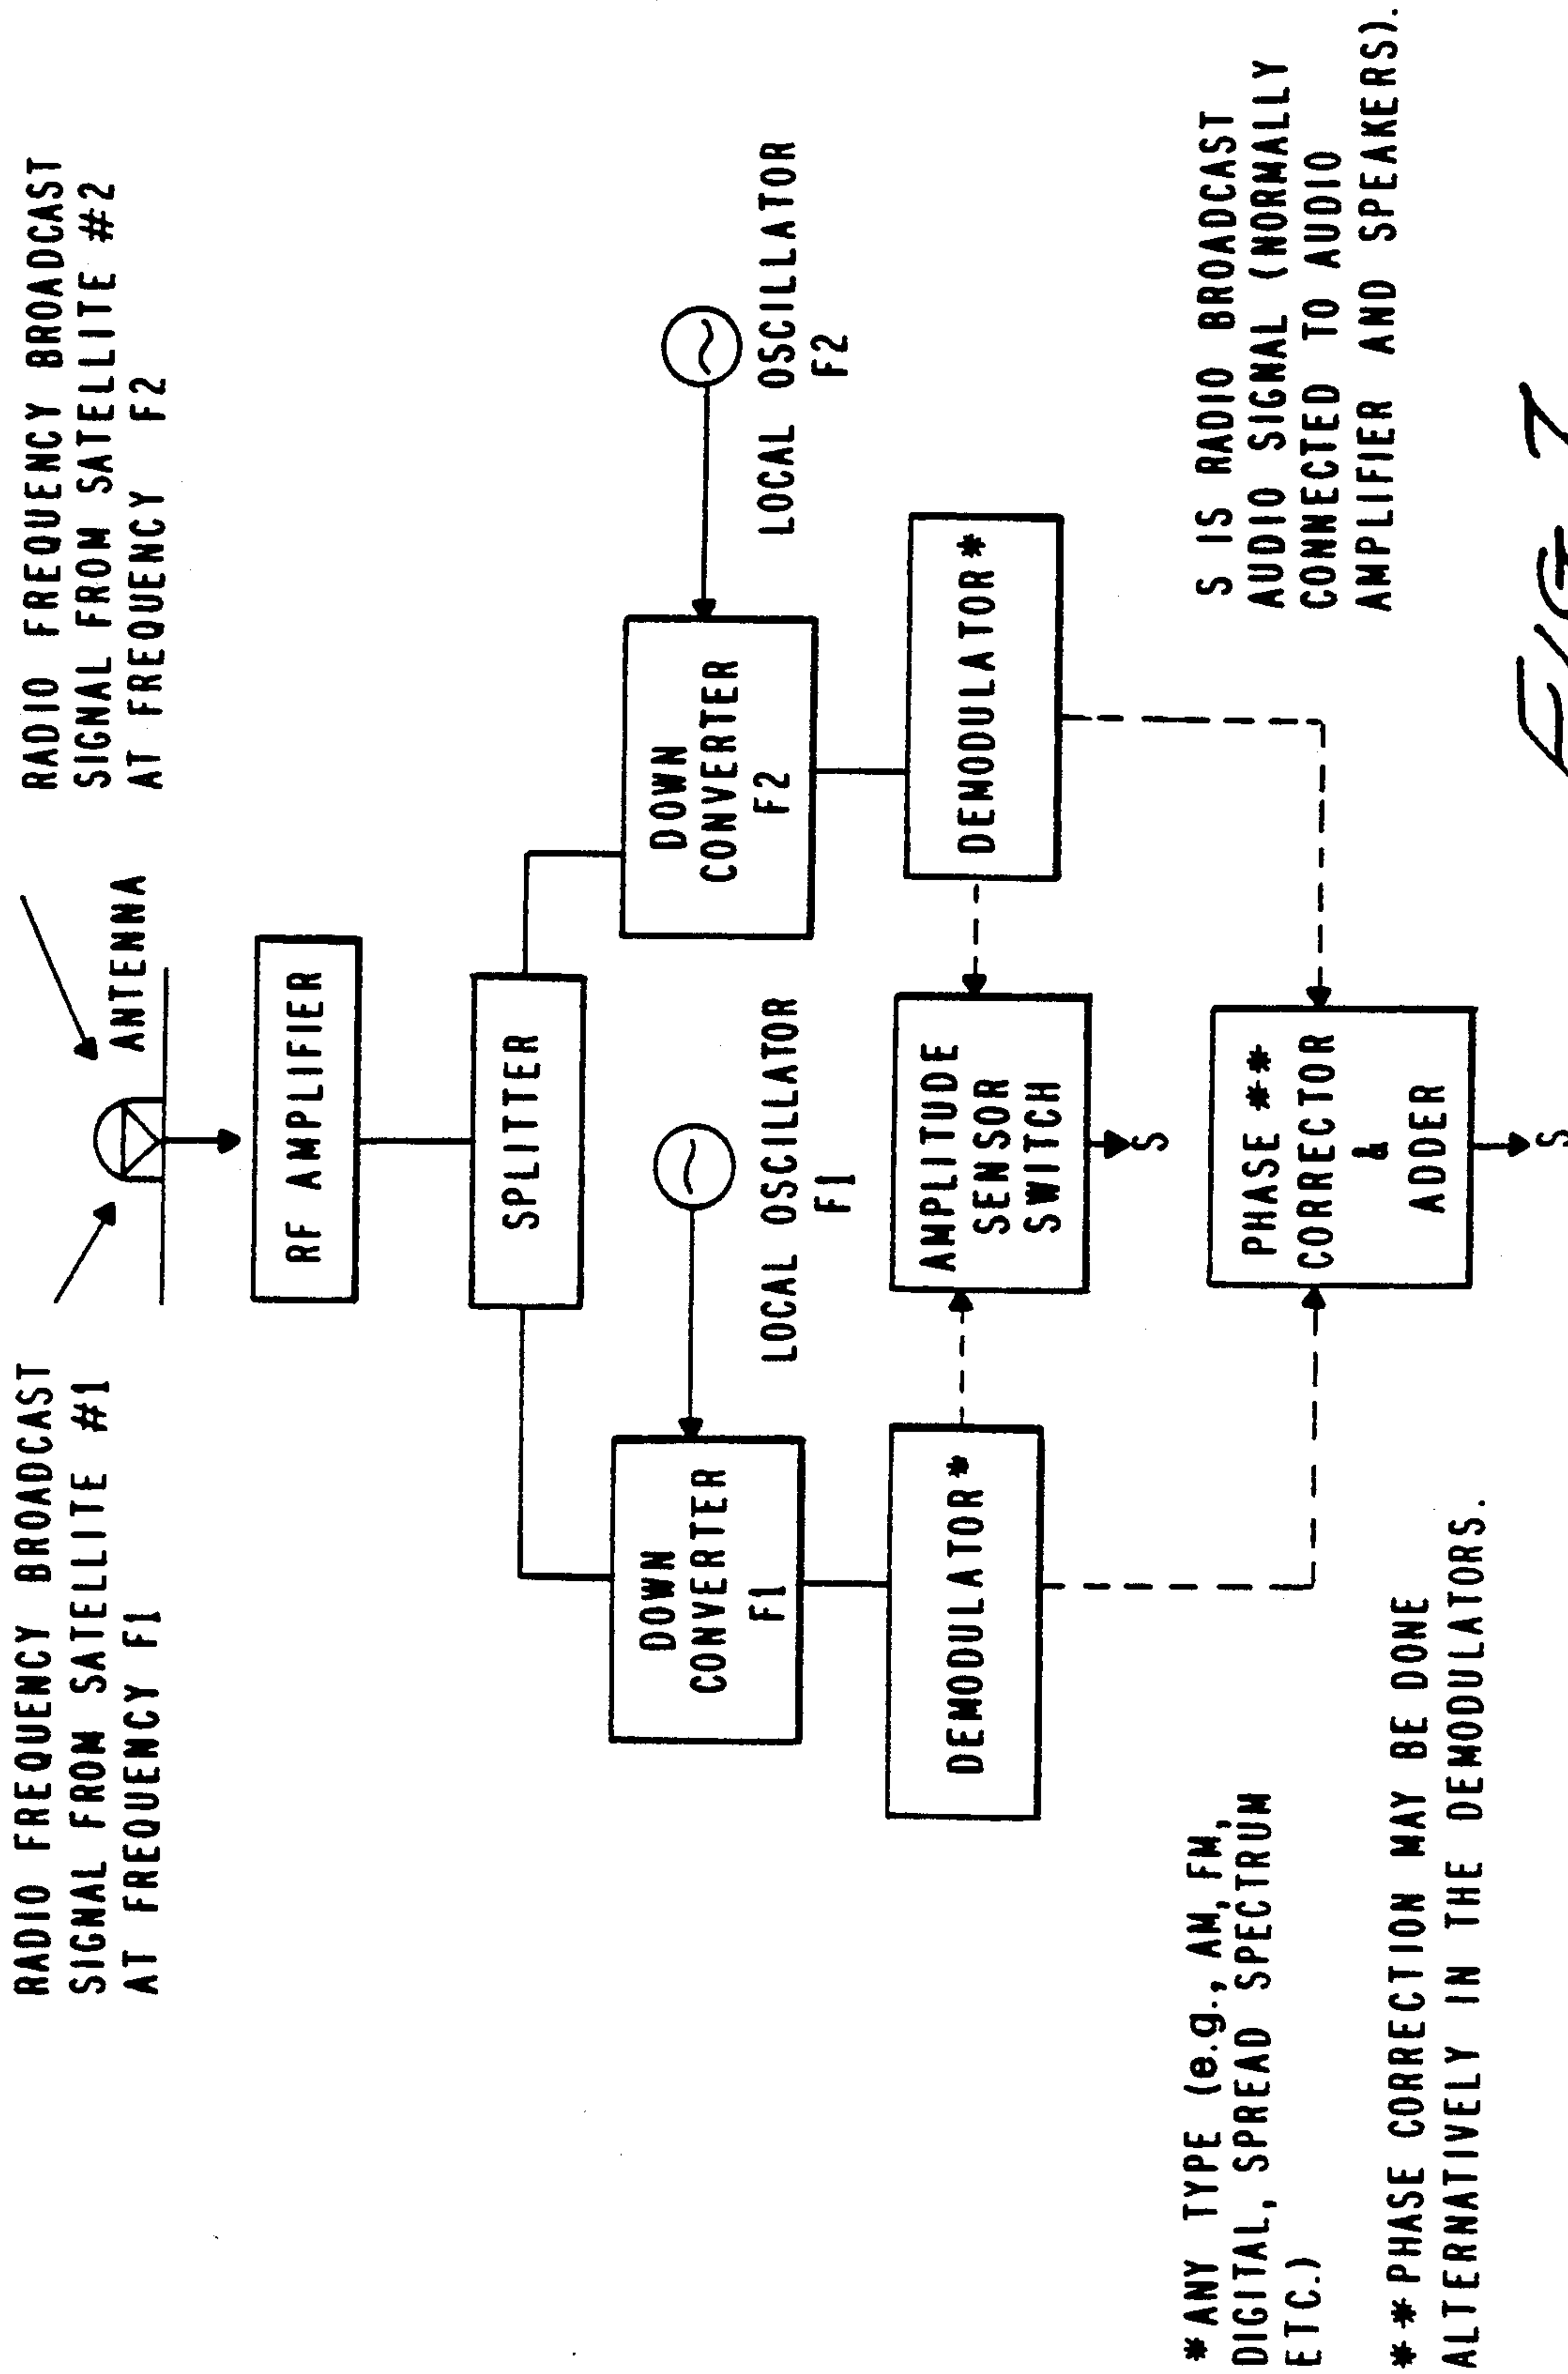 RADIO FREQUENCY BROADCAST
SIGNAL FROM SATELLITE #1
AT FREQUENCY F1
RADIO FREQUENCY BROADCAST
SIGNAL FROM SATELLITE #2
AT FREQUENCY F2
ANTENNA
RF AMPLIFIER
SPLITTER
DOWN
CONVERTER
F1
LOCAL OSCILLATOR
F1
DOWN
CONVERTER
F2
LOCAL OSCILLATOR
F2
DEMODULATOR*
AMPLITUDE
SENSOR
SWITCH
S
DEMODULATOR*
PHASE **
CORRECTOR
&
ADDER
S
S IS RADIO BROADCAST
AUDIO SIGNAL (NORMALLY
CONNECTED TO AUDIO
AMPLIFIER AND SPEAKERS).
*ANY TYPE (e.g., AM, FM,
DIGITAL, SPREAD SPECTRUM
ETC.)
**PHASE CORRECTION MAY BE DONE
ALTERNATIVELY IN THE DEMODULATORS.